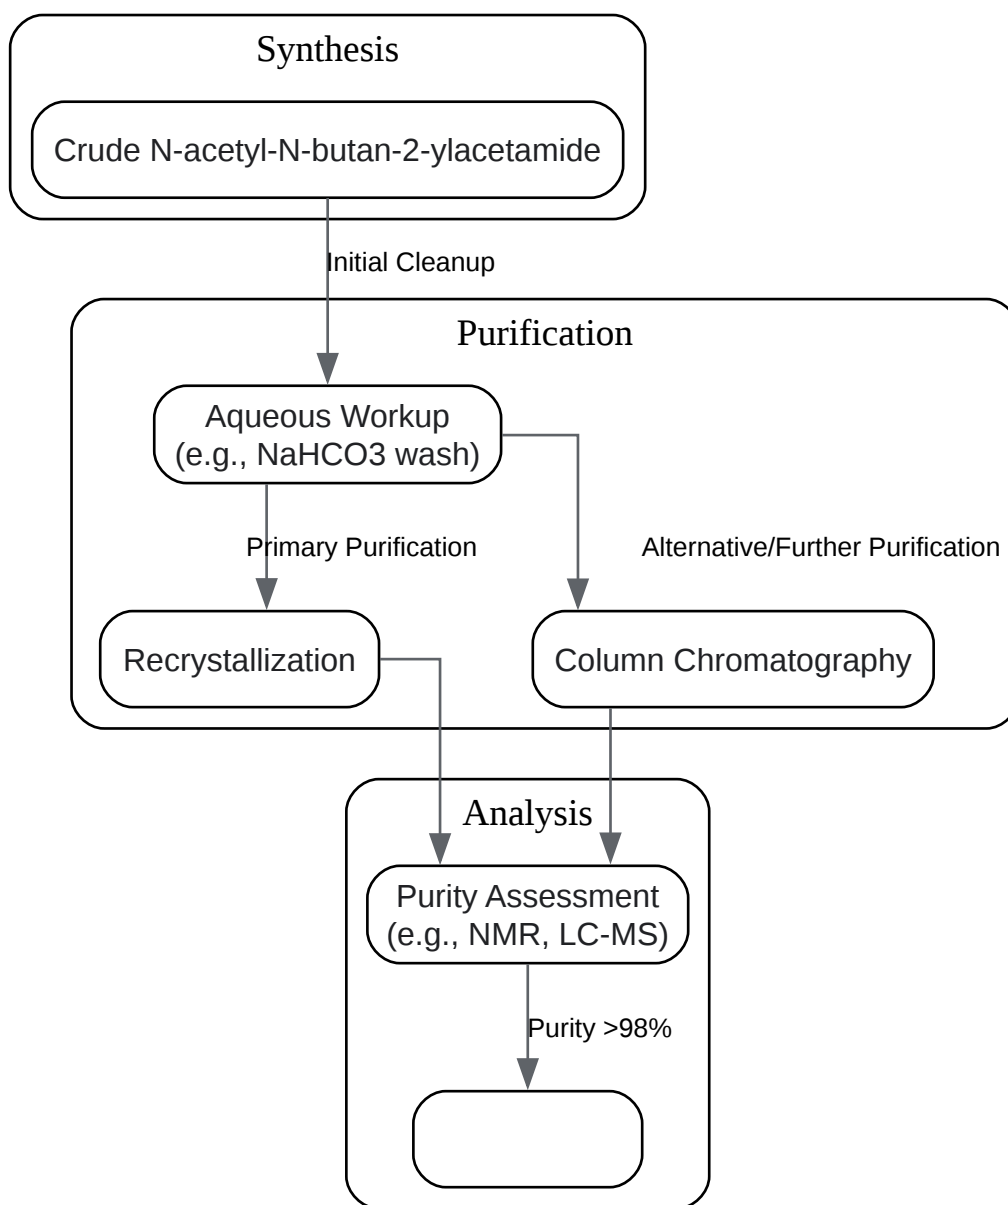 Synthesis
Crude N-acetyl-N-butan-2-ylacetamide
Initial Cleanup
Purification
Aqueous Workup
(e.g., NaHCO3 wash)
Primary Purification
Alternative/Further Purification
Recrystallization
Column Chromatography
Analysis
Purity Assessment
(e.g., NMR, LC-MS)
Purity >98%